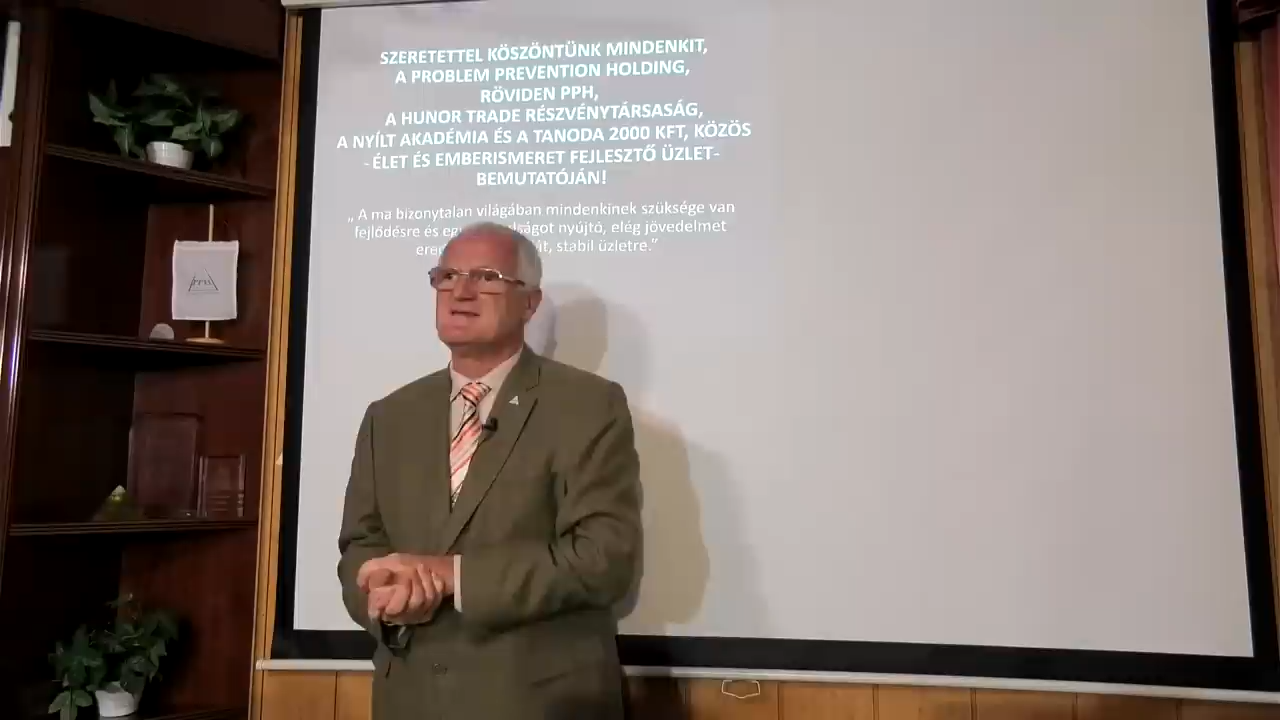 SZERETETTEL KÖSZÖNTÜNK MINDENKIT,
A PROBLEM PREVENTION HOLDING,
RÖVIDEN PPH,
A HUNOR TRADE RÉSZVÉNYTÁRSASÁG,
A NYÍLT AKADÉMIA ÉS A TANODA 2000 KFT, KÖZÖS
- ÉLET ÉS EMBERISMERET FEJLESZTŐ ÜZLET-
BEMUTATÓJÁN!
„ A ma bizonytalan világában mindenkinek szüksége van
fejlődésre és nyújtó, elég jövedelmet
stabil üzletre.”